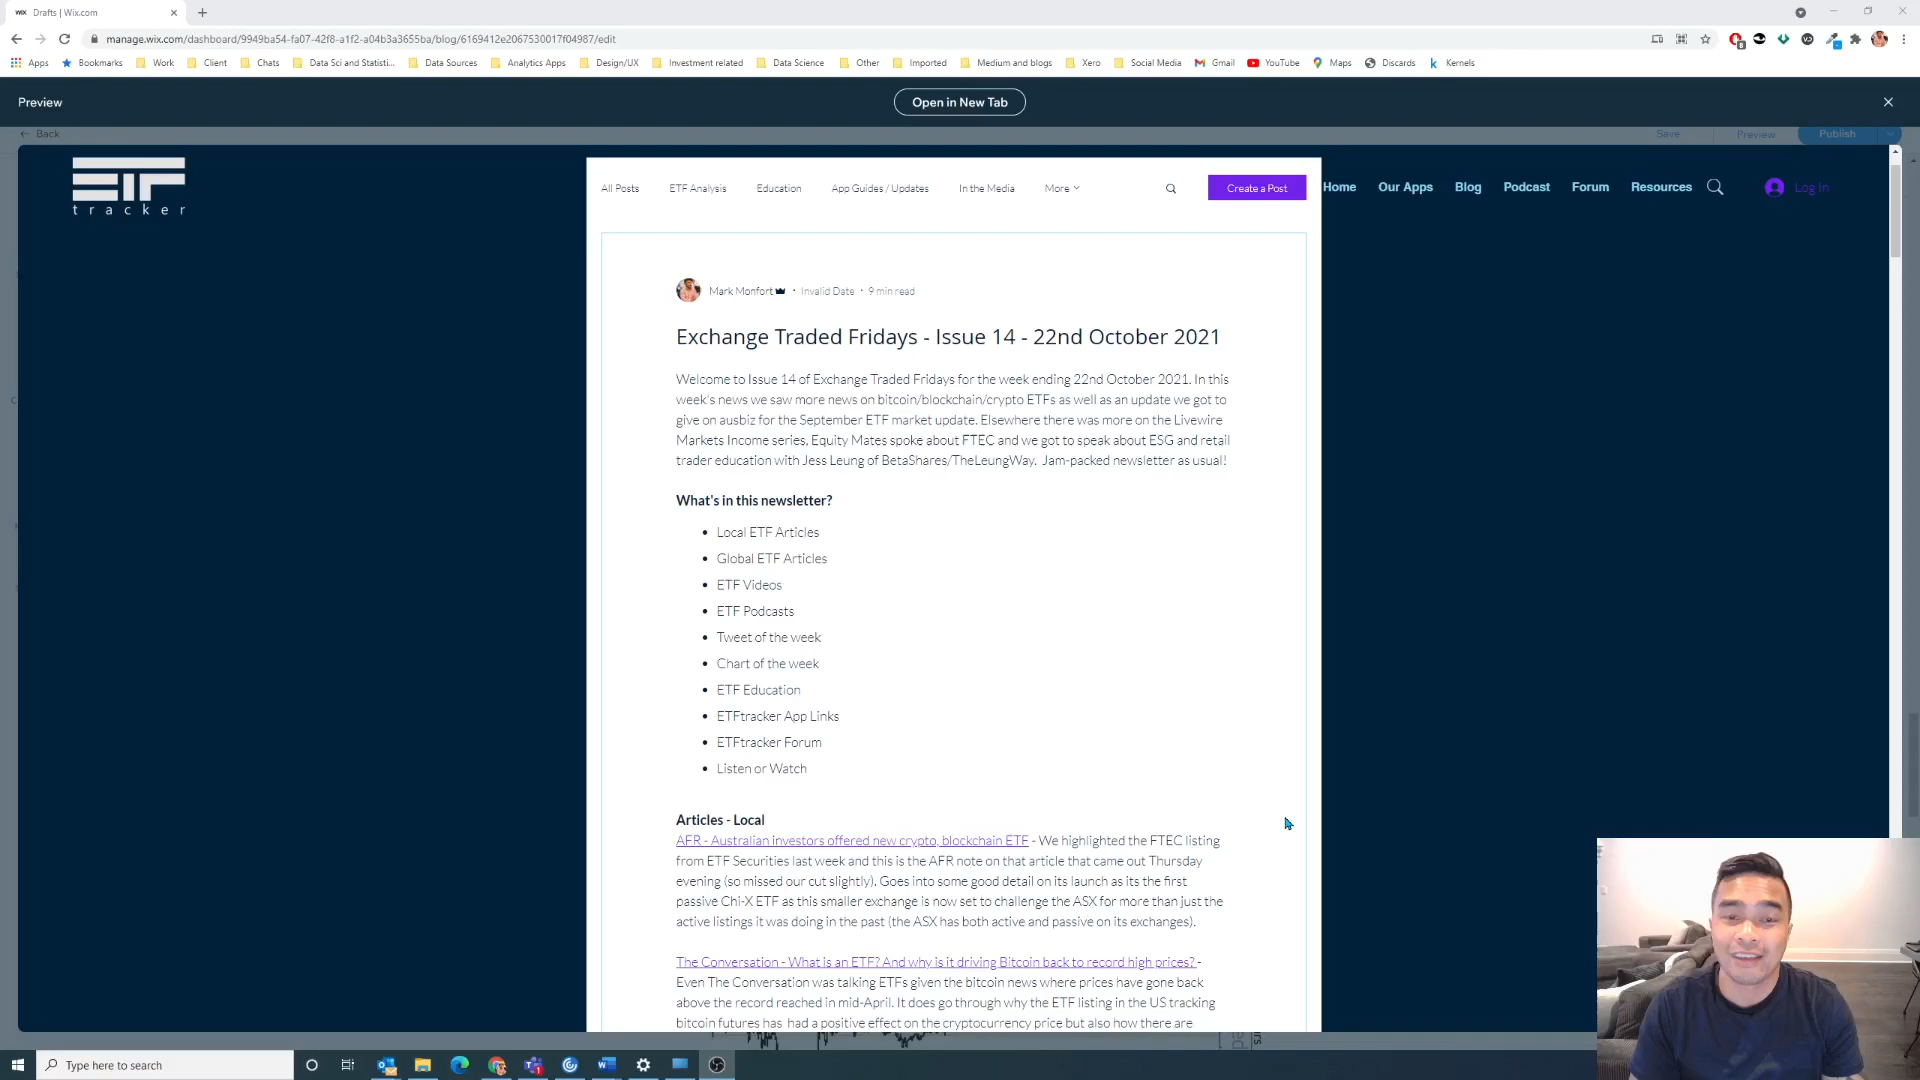 Drafts | Wix.com
manage.wix.com/dashboard/9949ba54-fa07-42f8-a1f2-a04b3a3655ba/blog/6169412e2067530017f04987/edit
Apps Bookmarks Work Client Chats Data Sci and Statisti... Data Sources Analytics Apps Design/UX Investment related Data Science Other Imported Medium and blogs Xero Social Media Gmail YouTube Maps Discards Kernels
Preview Open in New Tab
Back Save Preview Publish
ETF
tracker
All Posts ETF Analysis Education App Guides / Updates In the Media More Create a Post Home Our Apps Blog Podcast Forum Resources Log In
Mark Monfort · Invalid Date · 9 min read
Exchange Traded Fridays - Issue 14 - 22nd October 2021
Welcome to Issue 14 of Exchange Traded Fridays for the week ending 22nd October 2021. In this
week's news we saw more news on bitcoin/blockchain/crypto ETFs as well as an update we got to
give on ausbiz for the September ETF market update. Elsewhere there was more on the Livewire
Markets Income series, Equity Mates spoke about FTEC and we got to speak about ESG and retail
trader education with Jess Leung of BetaShares/TheLeungWay. Jam-packed newsletter as usual!
What's in this newsletter?
• Local ETF Articles
• Global ETF Articles
• ETF Videos
• ETF Podcasts
• Tweet of the week
• Chart of the week
• ETF Education
• ETFtracker App Links
• ETFtracker Forum
• Listen or Watch
Articles - Local
AFR - Australian investors offered new crypto, blockchain ETF - We highlighted the FTEC listing
from ETF Securities last week and this is the AFR note on that article that came out Thursday
evening (so missed our cut slightly). Goes into some good detail on its launch as its the first
passive Chi-X ETF as this smaller exchange is now set to challenge the ASX for more than just the
active listings it was doing in the past (the ASX has both active and passive on its exchanges).
The Conversation - What is an ETF? And why is it driving Bitcoin back to record high prices? -
Even The Conversation was talking ETFs given the bitcoin news where prices have gone back
above the record reached in mid-April. It does go through why the ETF listing in the US tracking
bitcoin futures has had a positive effect on the cryptocurrency price but also how there are
Type here to search